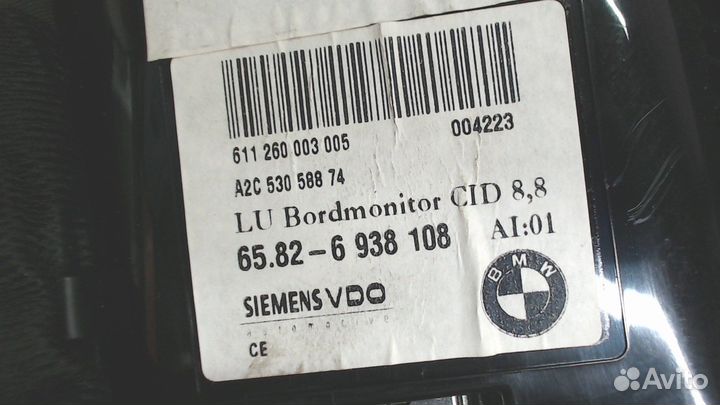 611 260 003 005
004223
A2C 530 588 74
LU Bordmonitor CID 8,8
65.82-6 938 108 AI:01
BMW
SIEMENS VDO
automotive
CE
Avito